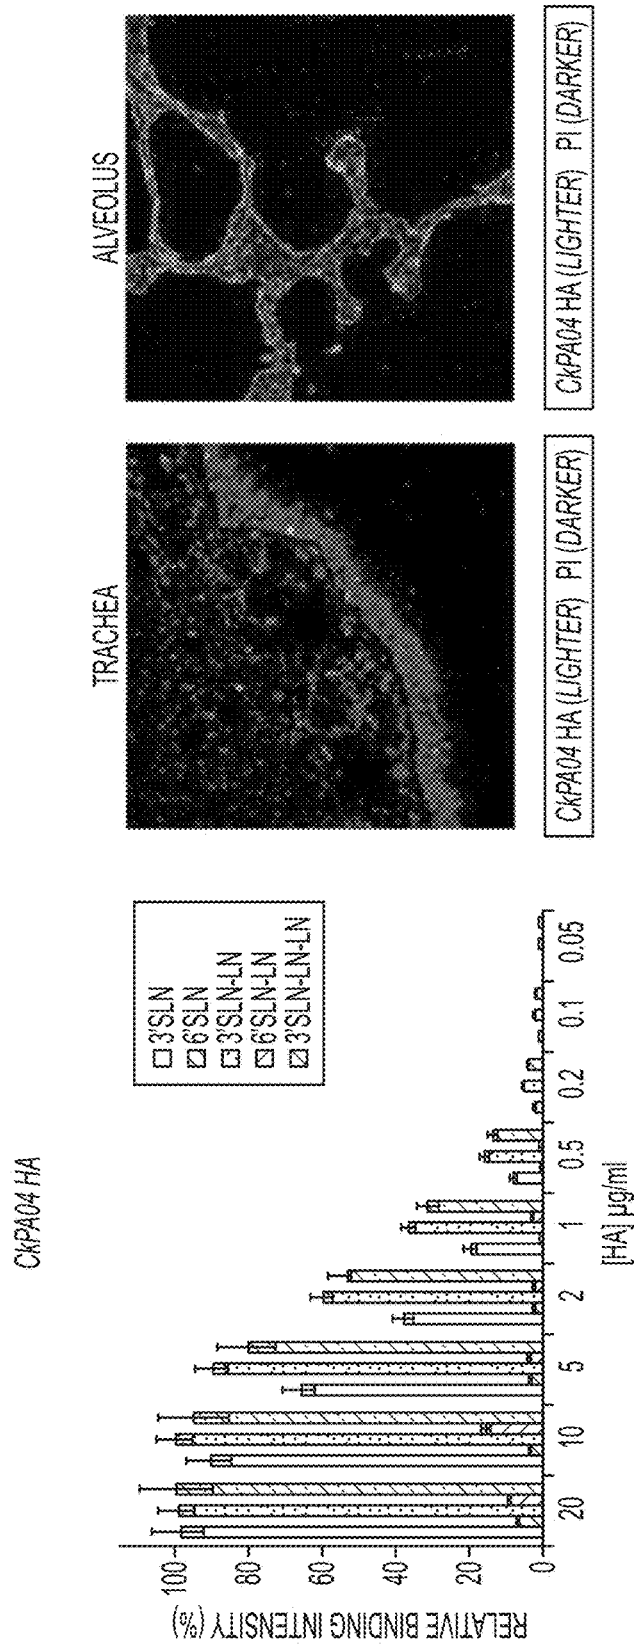 CkPA04 HA
RELATIVE BINDING INTENSITY (%)
100
80
60
40
20
0
20
10
5
2
1
0.5
0.2
0.1
0.05
[HA] µg/ml
3'SLN
6'SLN
3'SLN-LN
6'SLN-LN
3'SLN-LN-LN
TRACHEA
CkPA04 HA (LIGHTER) PI (DARKER)
ALVEOLUS
CkPA04 HA (LIGHTER) PI (DARKER)